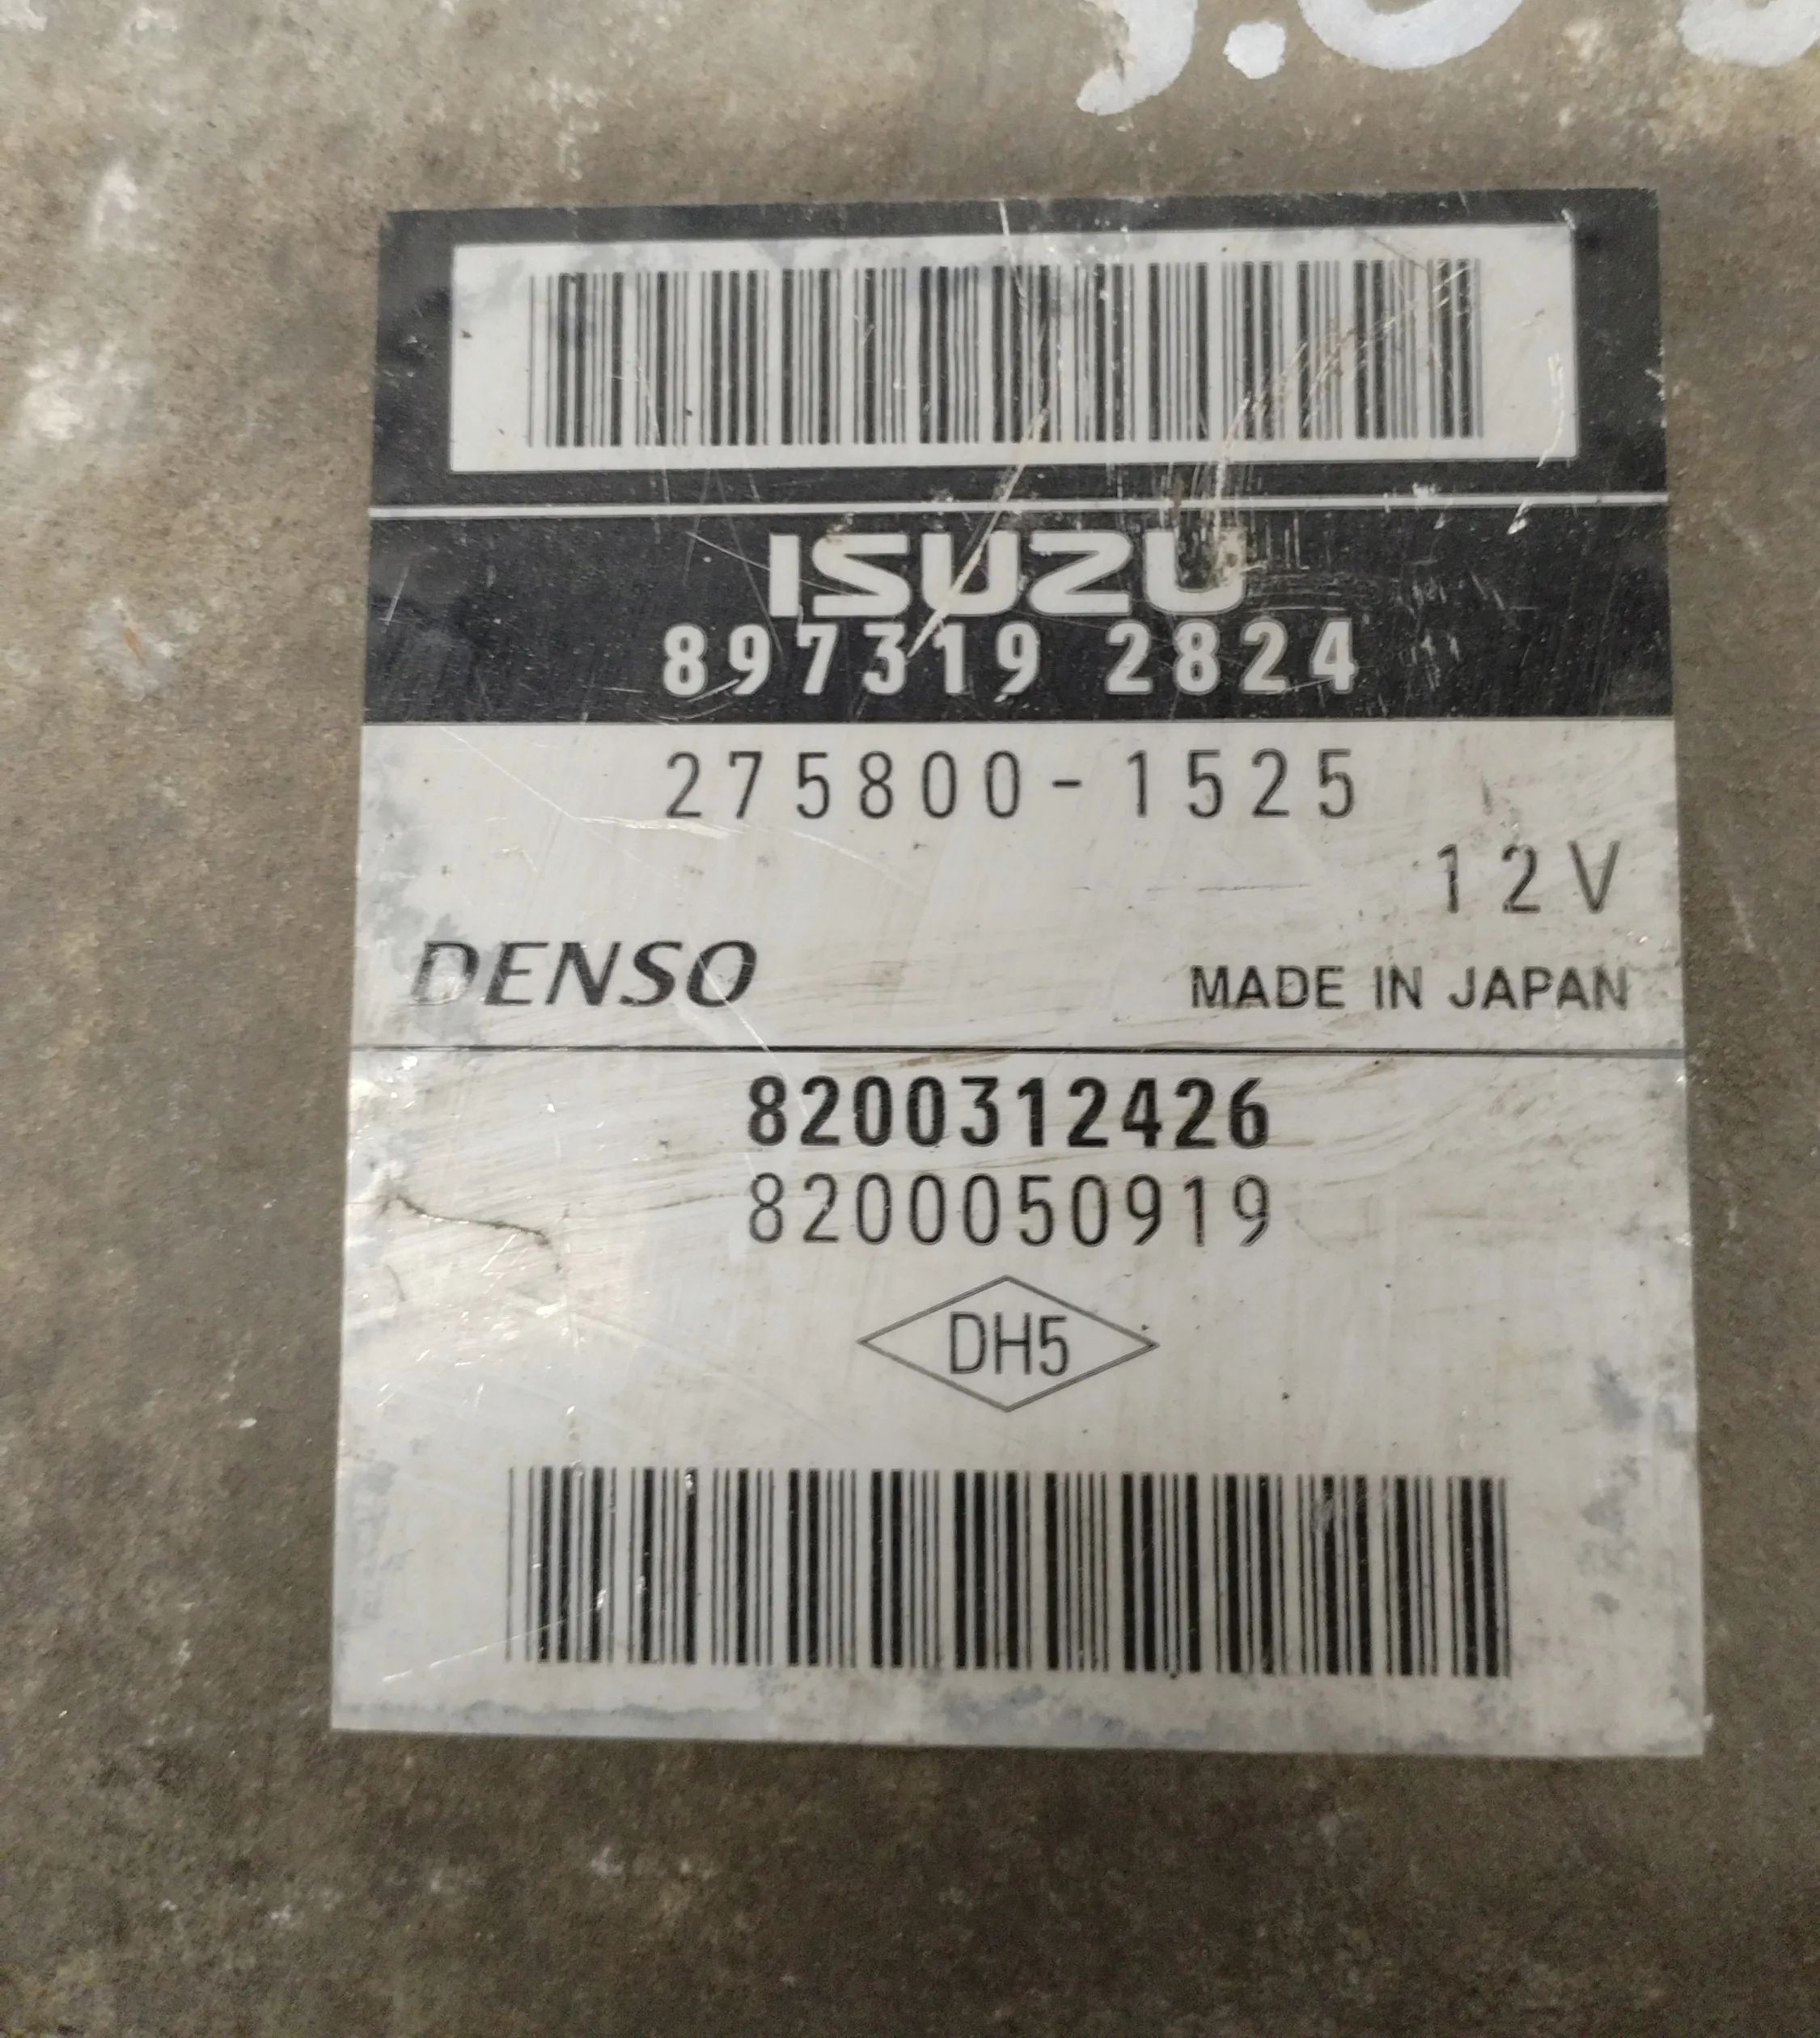 ISUZU
897319 2824
275800-1525
12V
DENSO MADE IN JAPAN
8200312426
8200050919
DH5